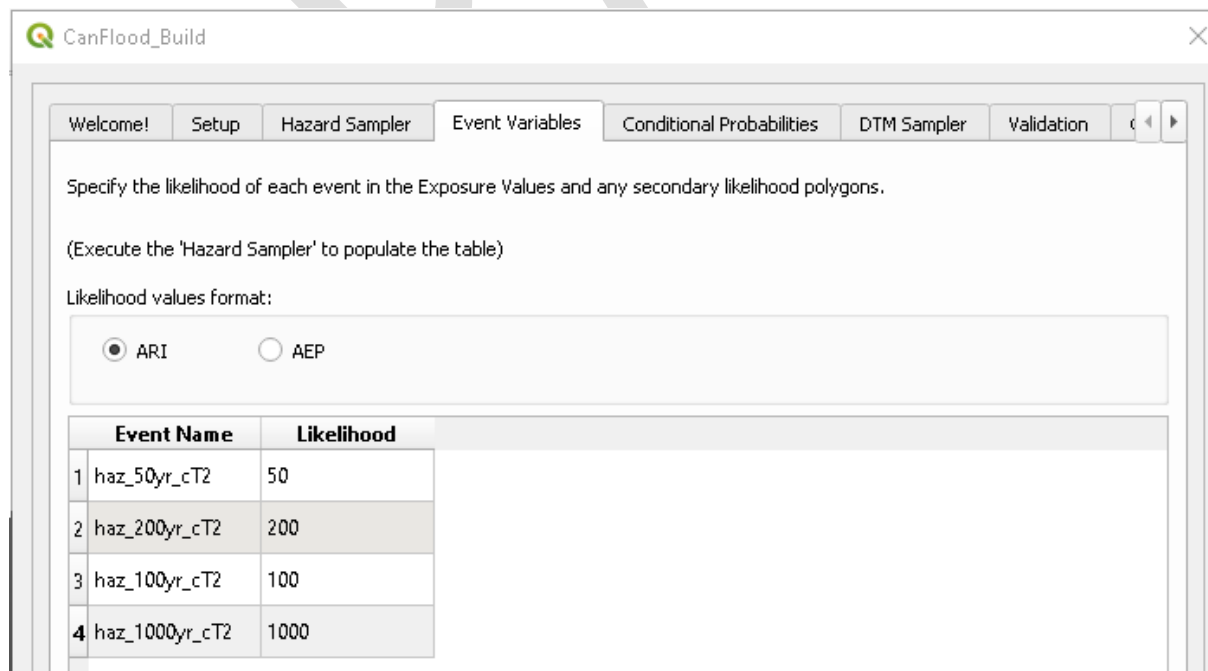 CanFlood_Build
Welcome! Setup Hazard Sampler Event Variables Conditional Probabilities DTM Sampler Validation
Specify the likelihood of each event in the Exposure Values and any secondary likelihood polygons.
(Execute the 'Hazard Sampler' to populate the table)
Likelihood values format:
ARI AEP
Event Name Likelihood
1 haz_50yr_cT2 50
2 haz_200yr_cT2 200
3 haz_100yr_cT2 100
4 haz_1000yr_cT2 1000